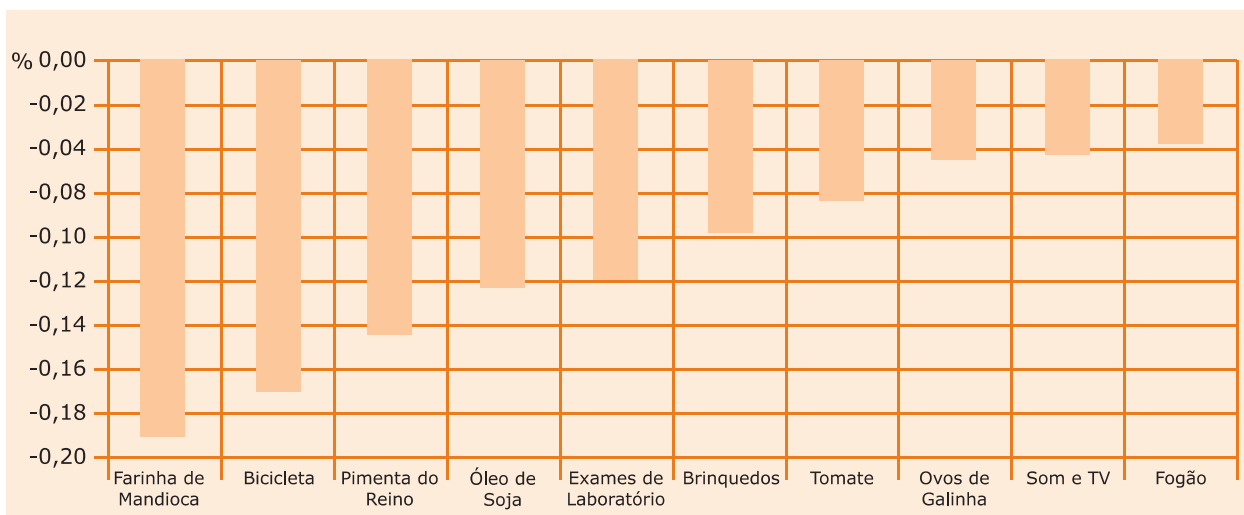 % 0,00
-0,02
-0,04
-0,08
-0,10
-0,12
-0,14
-0,16
-0,18
-0,20
Farinha de
Mandioca
Bicicleta
Pimenta do
Reino
Óleo de
Soja
Exames de
Laboratório
Brinquedos
Tomate
Ovos de
Galinha
Som e TV
Fogão